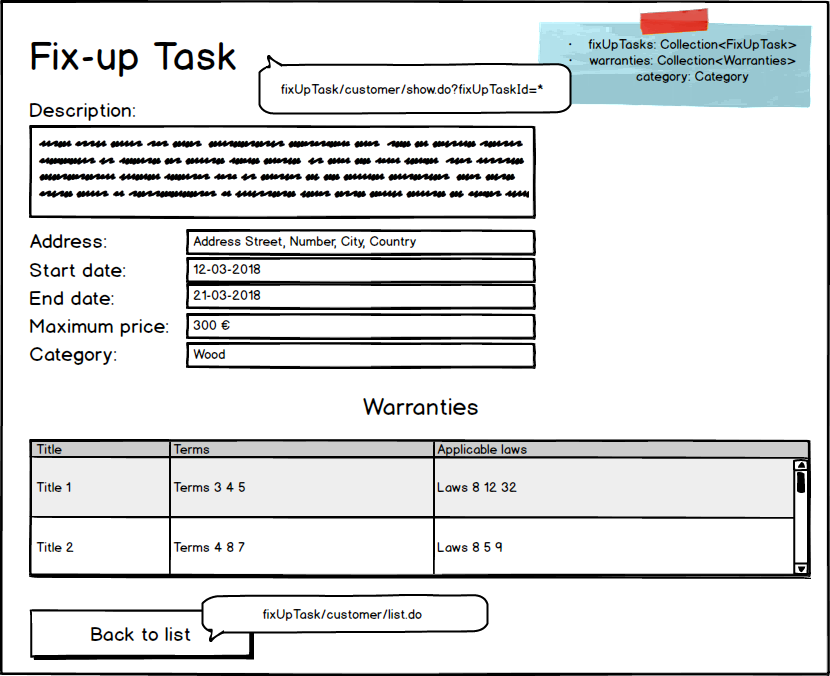 Fix-up Task
fixUpTask/customer/show.do?fixUpTaskId=*
· fixUpTasks: Collection<FixUpTask>
· warranties: Collection<Warranties>
category: Category
Description:
Address: Address Street, Number, City, Country
Start date: 12-03-2018
End date: 21-03-2018
Maximum price: 300 €
Category: Wood
Warranties
Title Terms Applicable laws
Title 1 Terms 3 4 5 Laws 8 12 32
Title 2 Terms 4 8 7 Laws 8 5 9
fixUpTask/customer/list.do
Back to list